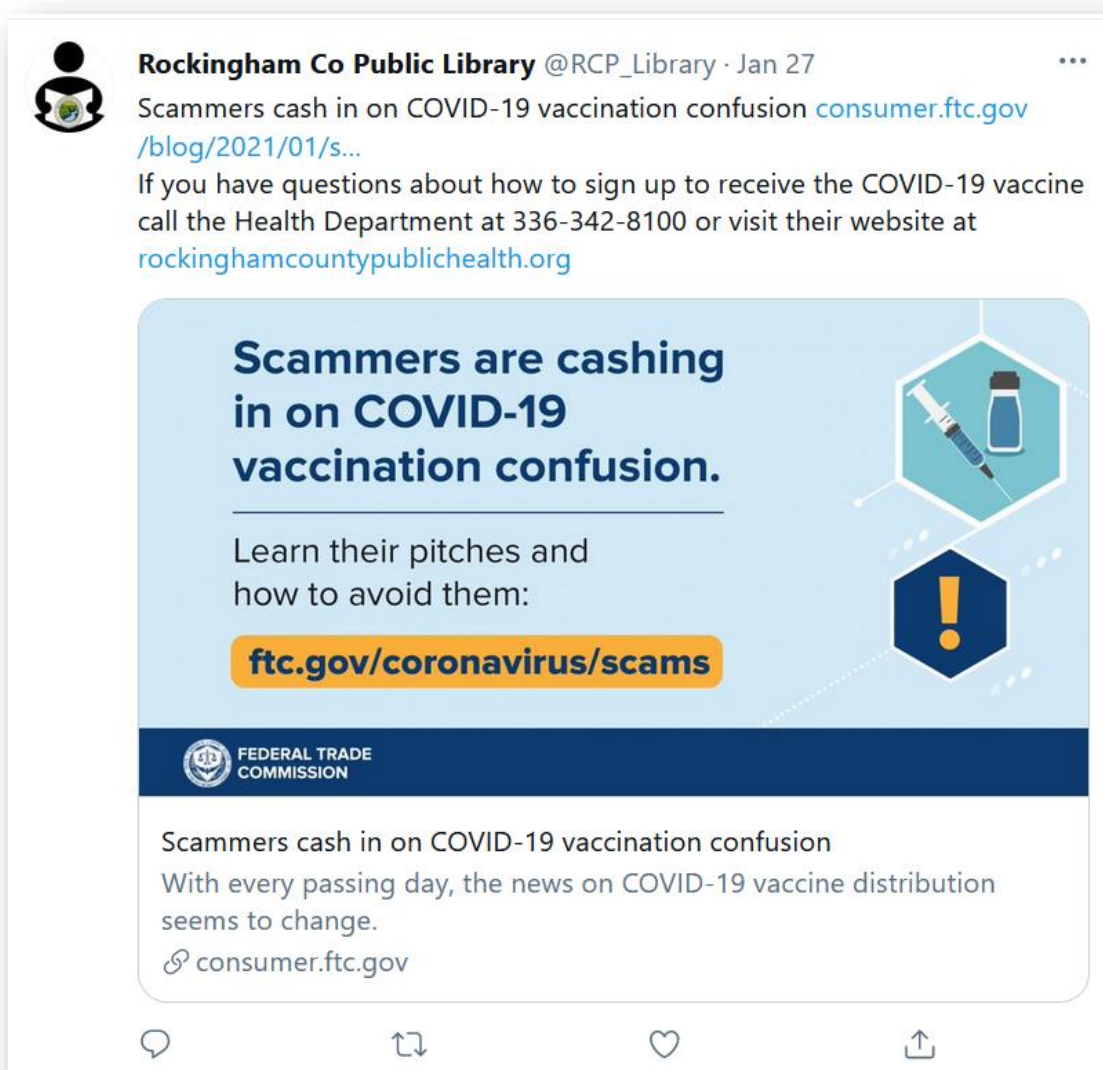 Rockingham Co Public Library @RCP_Library · Jan 27
Scammers cash in on COVID-19 vaccination confusion consumer.ftc.gov
/blog/2021/01/s...
If you have questions about how to sign up to receive the COVID-19 vaccine
call the Health Department at 336-342-8100 or visit their website at
rockinghamcountypublichealth.org
Scammers are cashing
in on COVID-19
vaccination confusion.
Learn their pitches and
how to avoid them:
ftc.gov/coronavirus/scams
FEDERAL TRADE
COMMISSION
Scammers cash in on COVID-19 vaccination confusion
With every passing day, the news on COVID-19 vaccine distribution
seems to change.
consumer.ftc.gov